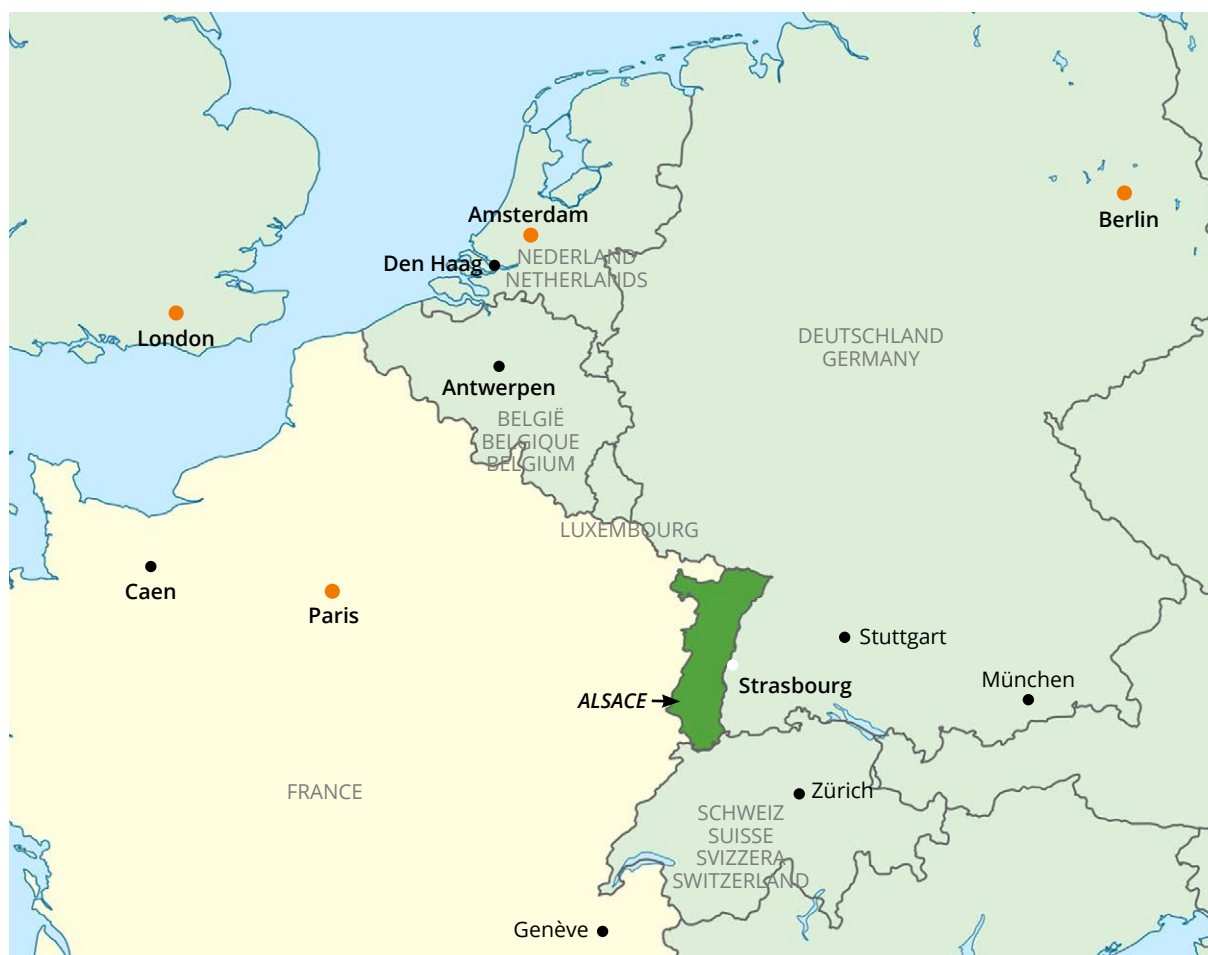 Amsterdam
Berlin
Den Haag
NEDERLAND
NETHERLANDS
London
DEUTSCHLAND
GERMANY
Antwerpen
BELGIË
BELGIQUE
BELGIUM
LUXEMBOURG
Caen
Paris
Stuttgart
Strasbourg
München
ALSACE
FRANCE
Zürich
SCHWEIZ
SUISSE
SVIZZERA
SWITZERLAND
Genève